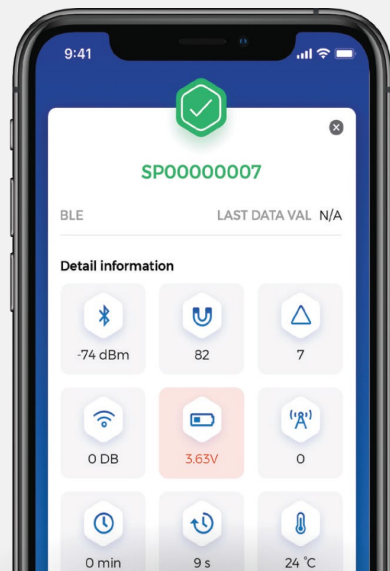 9:41
SP00000007
BLE LAST DATA VAL N/A
Detail information
-74 dBm 82 7
0 DB 3.63V 0
0 min 9 s 24 °C